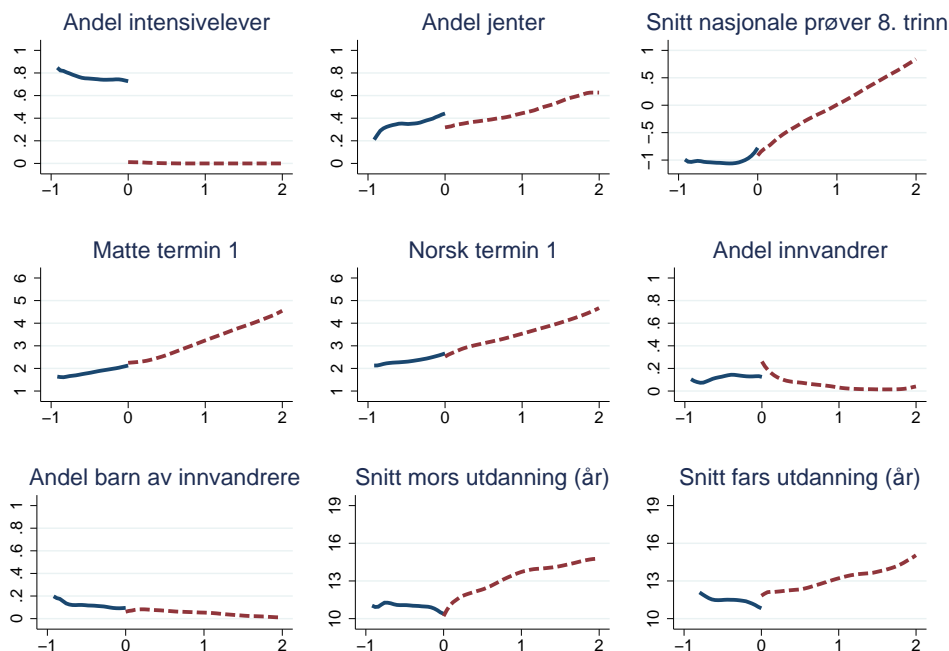 Andel intensivelever
Andel jenter
Snitt nasjonale prøver 8. trinn
0 .2 .4 .6 .8 1
−1 0 1 2
0 .2 .4 .6 .8 1
−1 0 1 2
−1 −.5 0 .5 1
−1 0 1 2
Matte termin 1
Norsk termin 1
Andel innvandrer
1 2 3 4 5 6
−1 0 1 2
1 2 3 4 5 6
−1 0 1 2
0 .2 .4 .6 .8 1
−1 0 1 2
Andel barn av innvandrere
Snitt mors utdanning (år)
Snitt fars utdanning (år)
0 .2 .4 .6 .8 1
−1 0 1 2
10 13 16 19
−1 0 1 2
10 13 16 19
−1 0 1 2